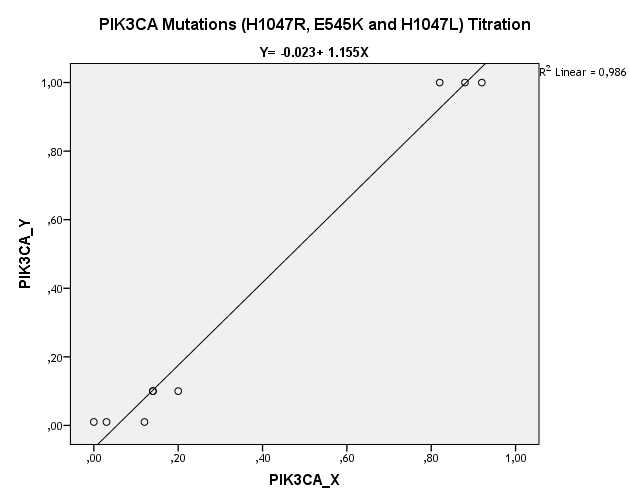 PIK3CA Mutations (H1047R, E545K and H1047L) Titration
Y= -0.023+ 1.155X
R² Linear = 0,986
1,00
,80
,60
,40
,20
,00
PIK3CA_Y
,00 ,20 ,40 ,60 ,80 1,00
PIK3CA_X